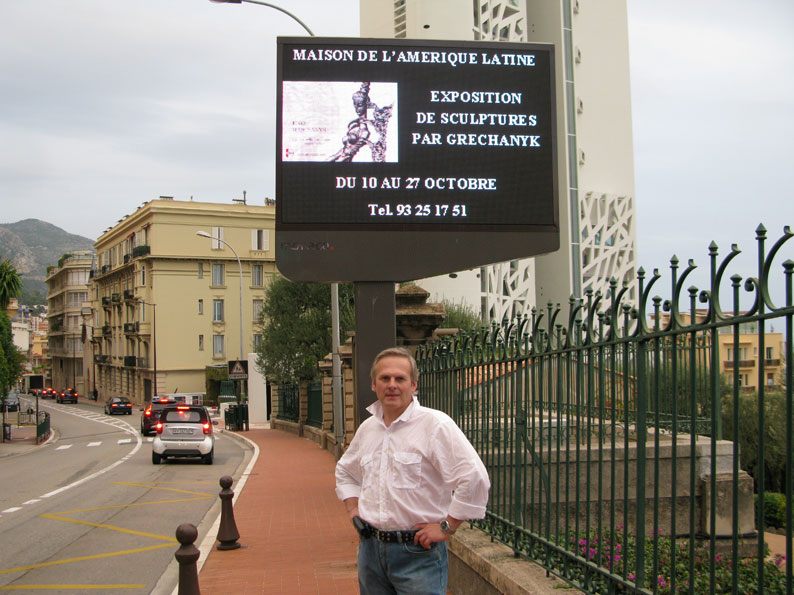 MAISON DE L'AMERIQUE LATINE
EXPOSITION
DE SCULPTURES
PAR GRECHANYK
DU 10 AU 27 OCTOBRE
Tel. 93 25 17 51